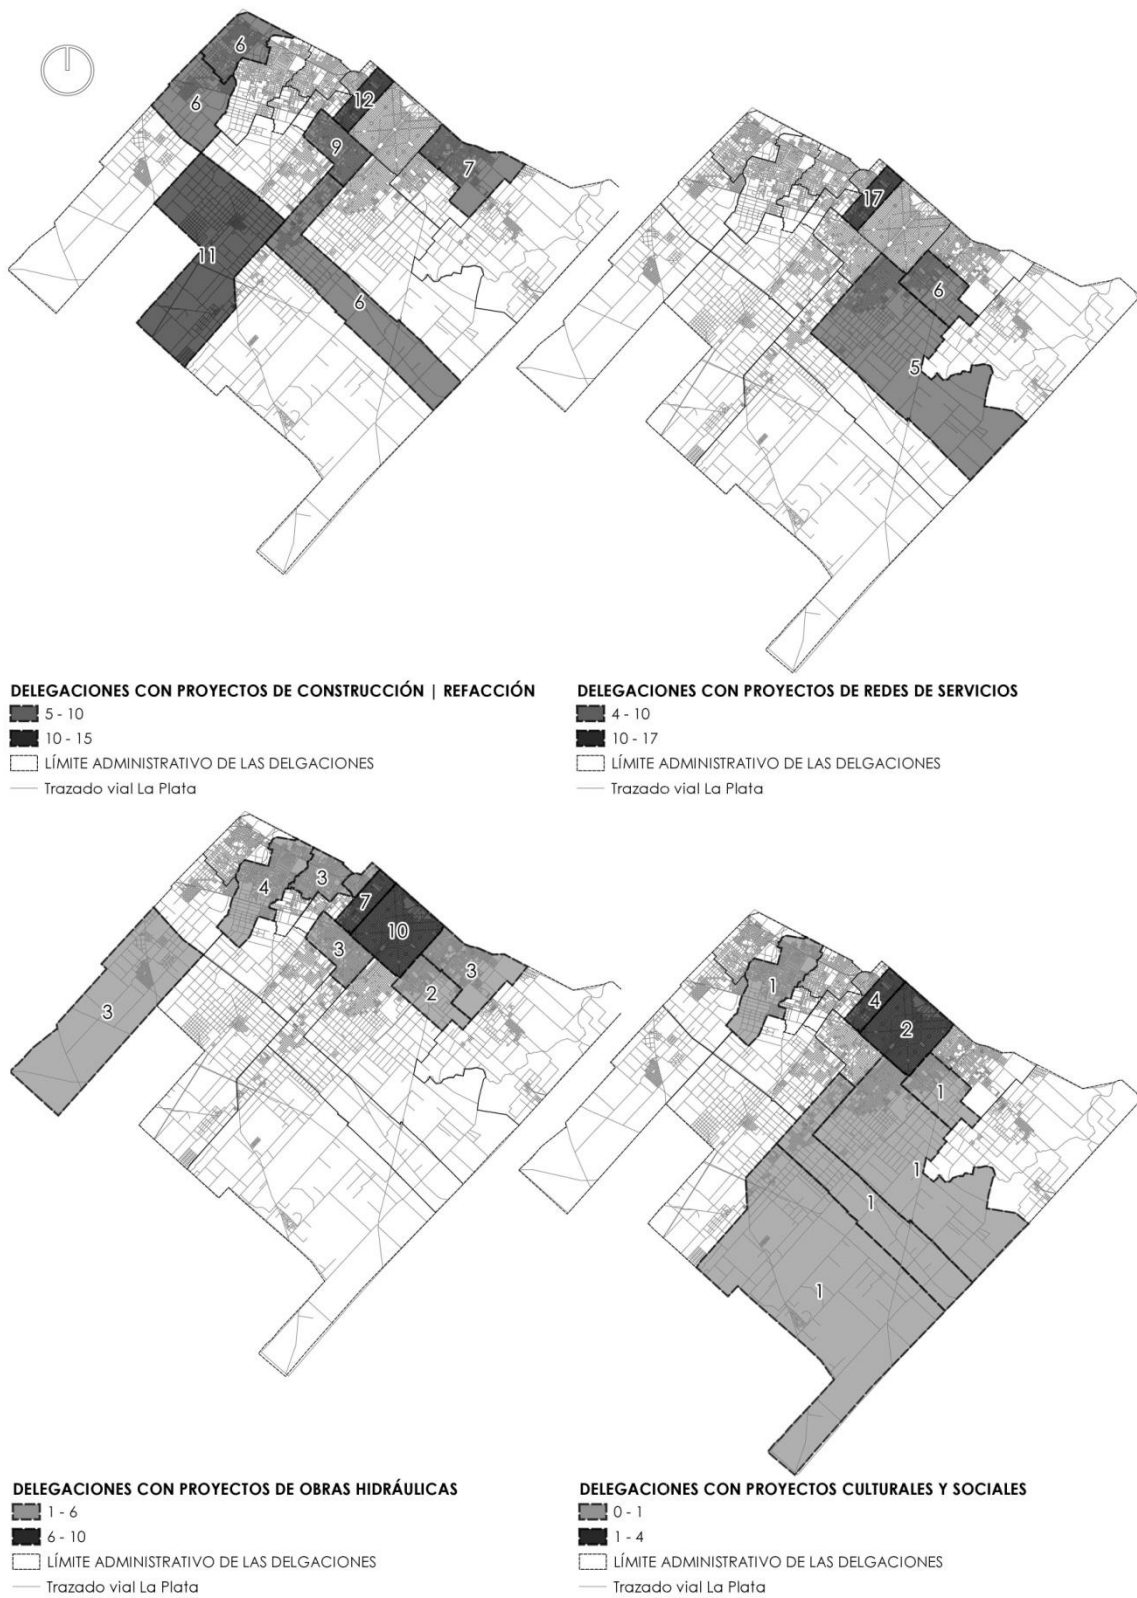 6
6
12
9
7
11
6
17
6
5
DELEGACIONES CON PROYECTOS DE CONSTRUCCIÓN | REFACCIÓN
5 - 10
10 - 15
LÍMITE ADMINISTRATIVO DE LAS DELGACIONES
Trazado vial La Plata
DELEGACIONES CON PROYECTOS DE REDES DE SERVICIOS
4 - 10
10 - 17
LÍMITE ADMINISTRATIVO DE LAS DELGACIONES
Trazado vial La Plata
3
4
7
10
3
3
2
3
1
4
2
1
1
1
1
DELEGACIONES CON PROYECTOS DE OBRAS HIDRÁULICAS
1 - 6
6 - 10
LÍMITE ADMINISTRATIVO DE LAS DELGACIONES
Trazado vial La Plata
DELEGACIONES CON PROYECTOS CULTURALES Y SOCIALES
0 - 1
1 - 4
LÍMITE ADMINISTRATIVO DE LAS DELGACIONES
Trazado vial La Plata